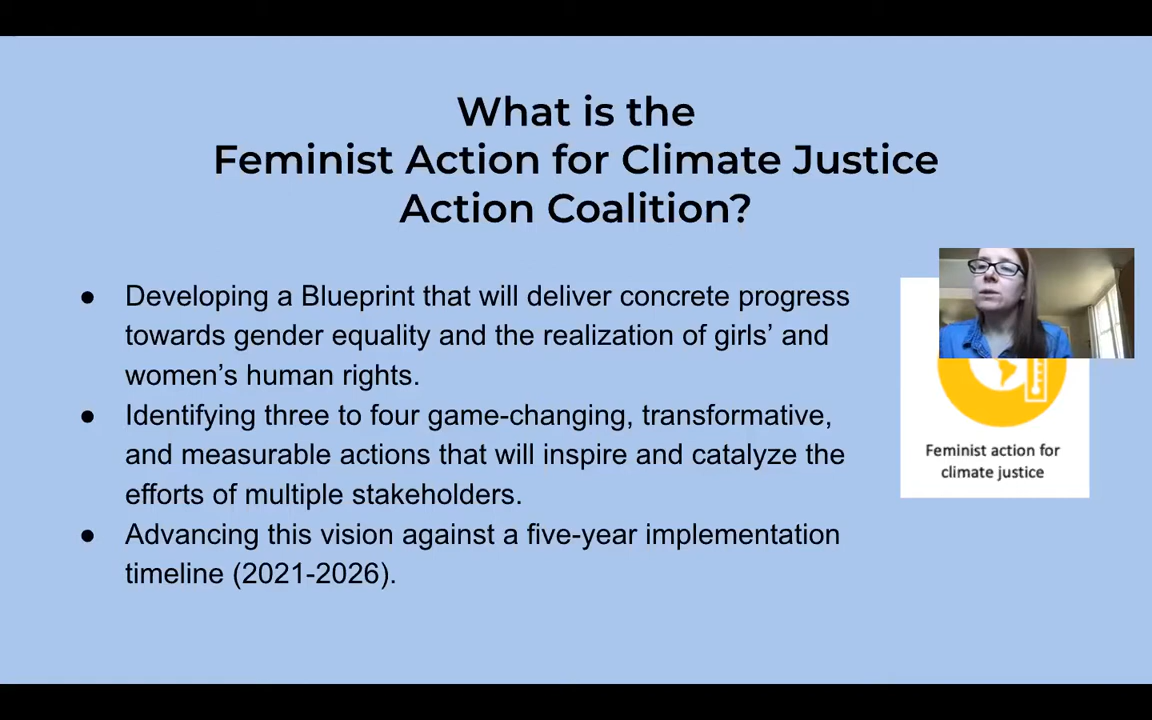 What is the
Feminist Action for Climate Justice
Action Coalition?
● Developing a Blueprint that will deliver concrete progress
towards gender equality and the realization of girls’ and
women’s human rights.
● Identifying three to four game-changing, transformative,
and measurable actions that will inspire and catalyze the
efforts of multiple stakeholders.
● Advancing this vision against a five-year implementation
timeline (2021-2026).
Feminist action for
climate justice